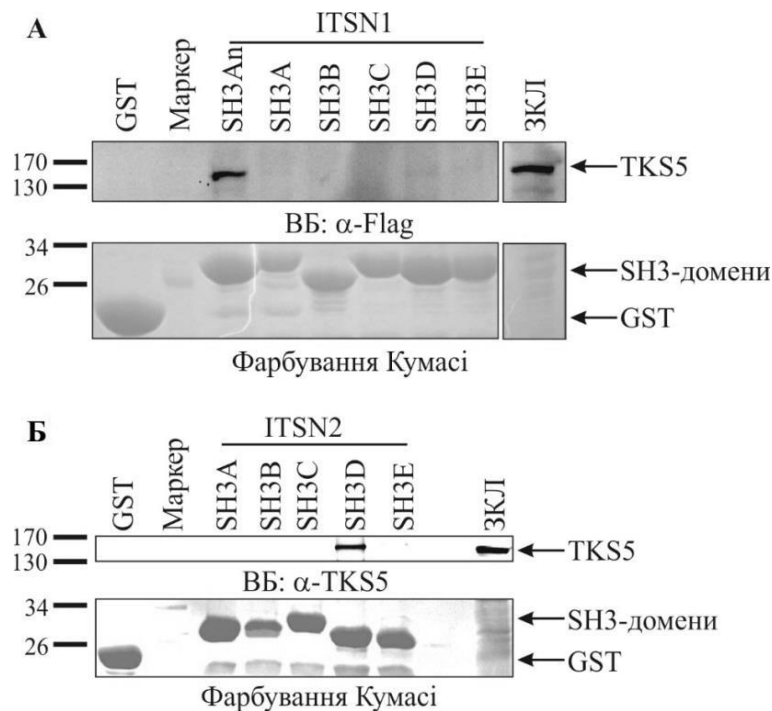 А
ITSN1
GST
Маркер
SH3An
SH3A
SH3B
SH3C
SH3D
SH3E
ЗКЛ
170
130
TKS5
ВБ: α-Flag
34
26
SH3-домени
GST
Фарбування Кумасі
Б
ITSN2
GST
Маркер
SH3A
SH3B
SH3C
SH3D
SH3E
ЗКЛ
170
130
TKS5
ВБ: α-TKS5
34
26
SH3-домени
GST
Фарбування Кумасі